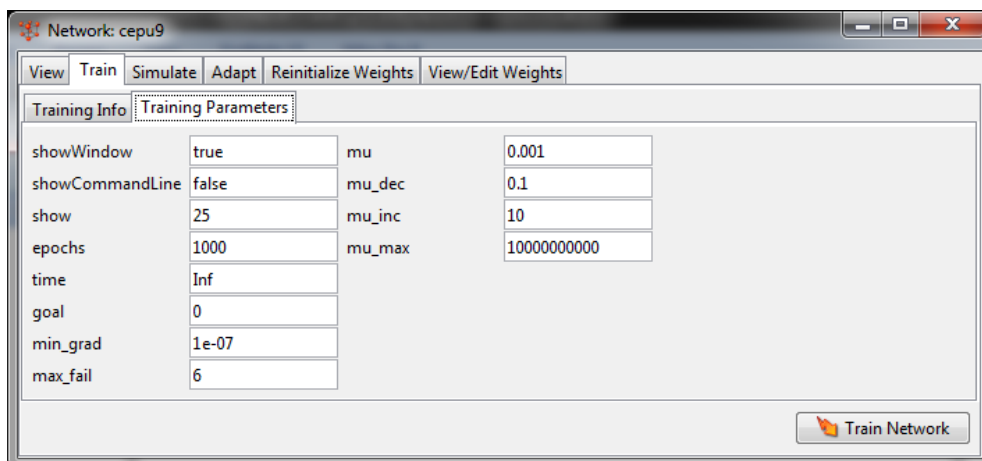 Network: cepu9
View Train Simulate Adapt Reinitialize Weights View/Edit Weights
Training Info Training Parameters
showWindow true mu 0.001
showCommandLine false mu_dec 0.1
show 25 mu_inc 10
epochs 1000 mu_max 10000000000
time Inf
goal 0
min_grad 1e-07
max_fail 6
Train Network